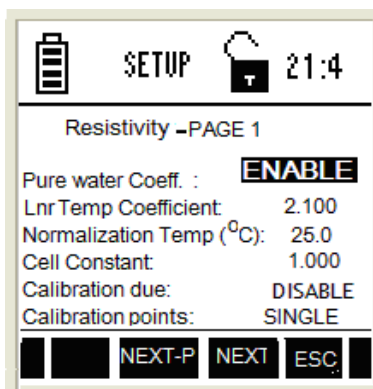 SETUP 21:4
Resistivity –PAGE 1
Pure water Coeff. : ENABLE
Lnr Temp Coefficient: 2.100
Normalization Temp (⁰C): 25.0
Cell Constant: 1.000
Calibration due: DISABLE
Calibration points: SINGLE
NEXT-P NEXT ESC